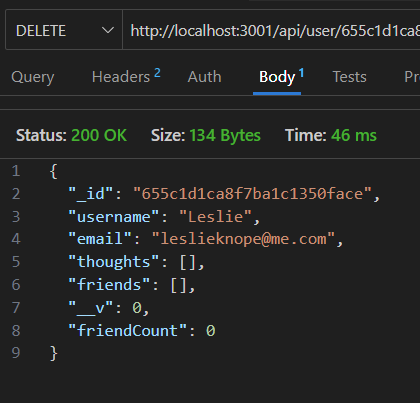 DELETE http://localhost:3001/api/user/655c1d1ca8
Query Headers 2 Auth Body 1 Tests Pr
Status: 200 OK Size: 134 Bytes Time: 46 ms
1 {
2 "_id": "655c1d1ca8f7ba1c1350face",
3 "username": "Leslie",
4 "email": "leslieknope@me.com",
5 "thoughts": [],
6 "friends": [],
7 "__v": 0,
8 "friendCount": 0
9 }